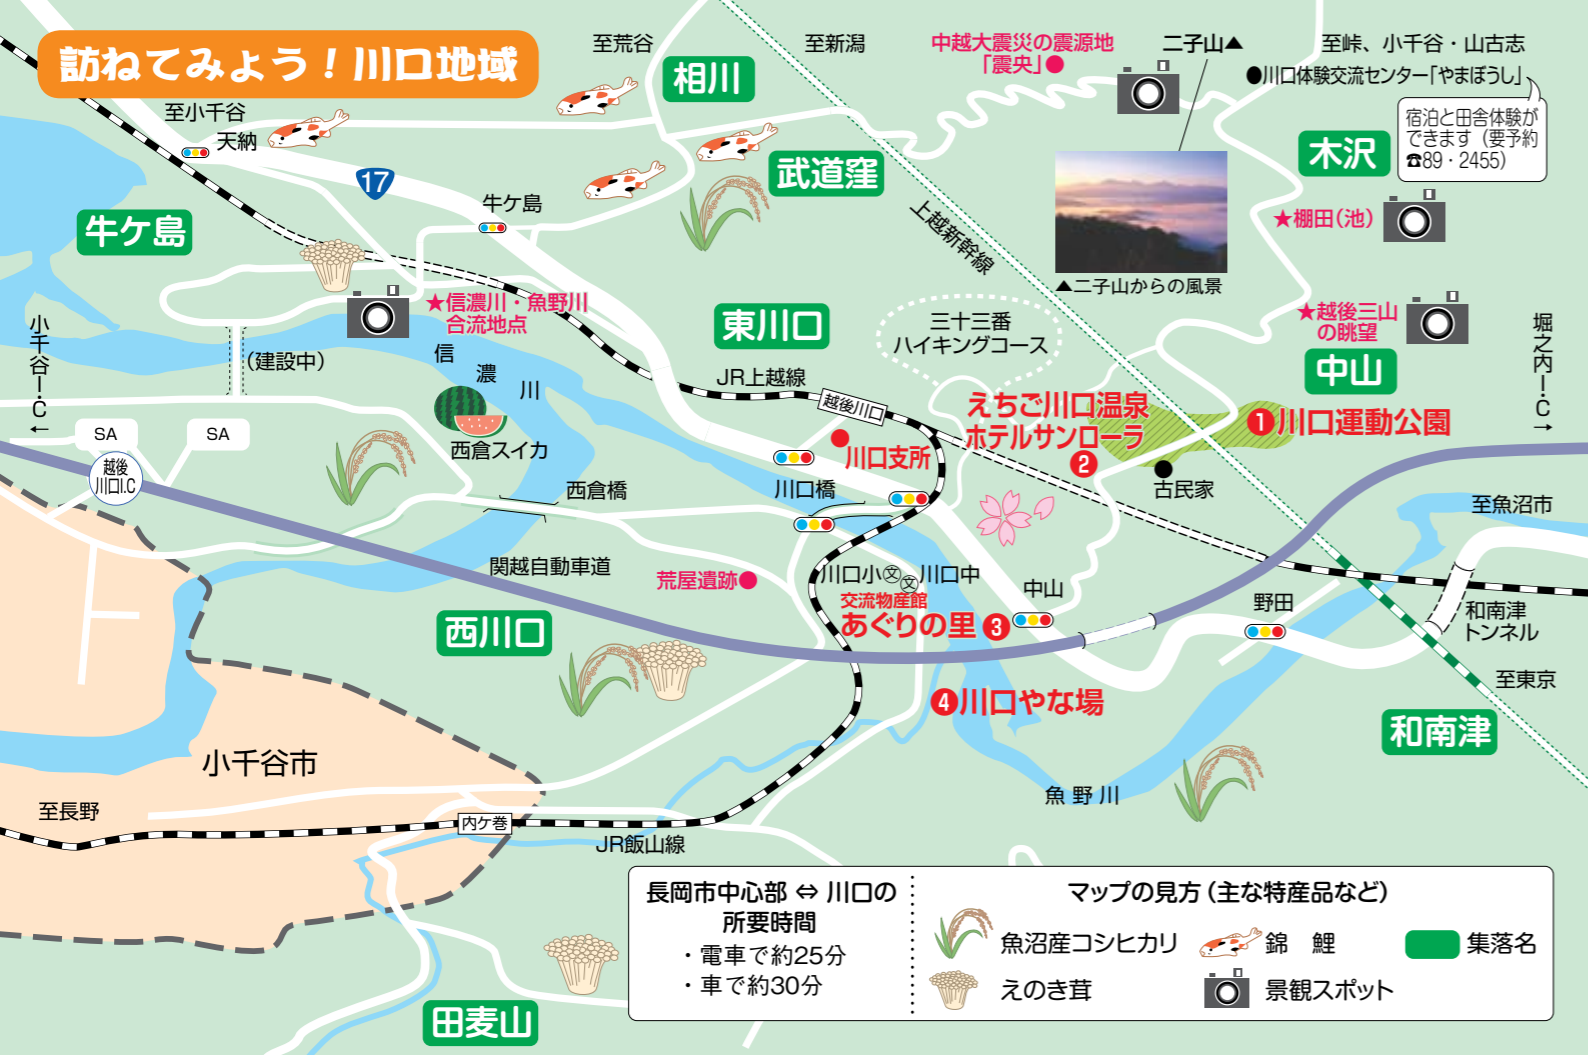 訪ねてみよう！川口地域
至荒谷
至新潟
中越大震災の震源地
「震央」●
二子山▲
至峠、小千谷・山古志
●川口体験交流センター「やまぼうし」
宿泊と田舎体験が
できます（要予約
☎89・2455）
相川
至小千谷
天納
17
武道窪
木沢
牛ケ島
牛ケ島
上越新幹線
★棚田（池）
▲二子山からの風景
★信濃川・魚野川
合流地点
東川口
三十三番
ハイキングコース
★越後三山
の眺望
中山
小千谷I・C
←
堀之内I・C
→
（建設中）
信濃川
JR上越線
越後川口
えちご川口温泉
ホテルサンローラ
❷
❶川口運動公園
SA
SA
越後
川口I.C
西倉スイカ
川口支所
川口橋
古民家
西倉橋
至魚沼市
関越自動車道
荒屋遺跡●
川口小文
文川口中
中山
交流物産館
あぐりの里❸
野田
和南津
トンネル
西川口
至東京
❹川口やな場
和南津
小千谷市
魚野川
至長野
内ケ巻
JR飯山線
田麦山
長岡市中心部 ⇔ 川口の
所要時間
・電車で約25分
・車で約30分
マップの見方（主な特産品など）
魚沼産コシヒカリ
錦　鯉
集落名
えのき茸
景観スポット